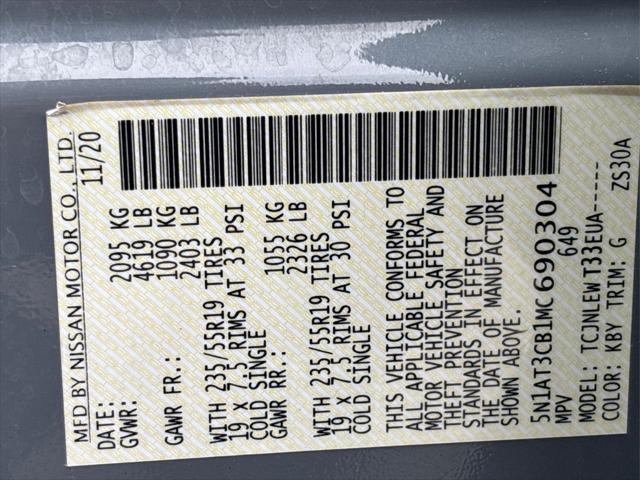 MFD BY NISSAN MOTOR CO., LTD.
DATE: 11/20
GVWR: 2095 KG
4619 LB
GAWR FR.: 1090 KG
2403 LB
WITH 235/55R19 TIRES
19 X 7.5 RIMS AT 33 PSI
COLD SINGLE
GAWR RR.: 1055 KG
2326 LB
WITH 235/55R19 TIRES
19 X 7.5 RIMS AT 30 PSI
COLD SINGLE
THIS VEHICLE CONFORMS TO
ALL APPLICABLE FEDERAL
MOTOR VEHICLE SAFETY AND
THEFT PREVENTION
STANDARDS IN EFFECT ON
THE DATE OF MANUFACTURE
SHOWN ABOVE.
5N1AT3CB1MC690304
MPV 649
MODEL: TCJNLEWT33EUA-----
COLOR: KBY TRIM: G ZS30A